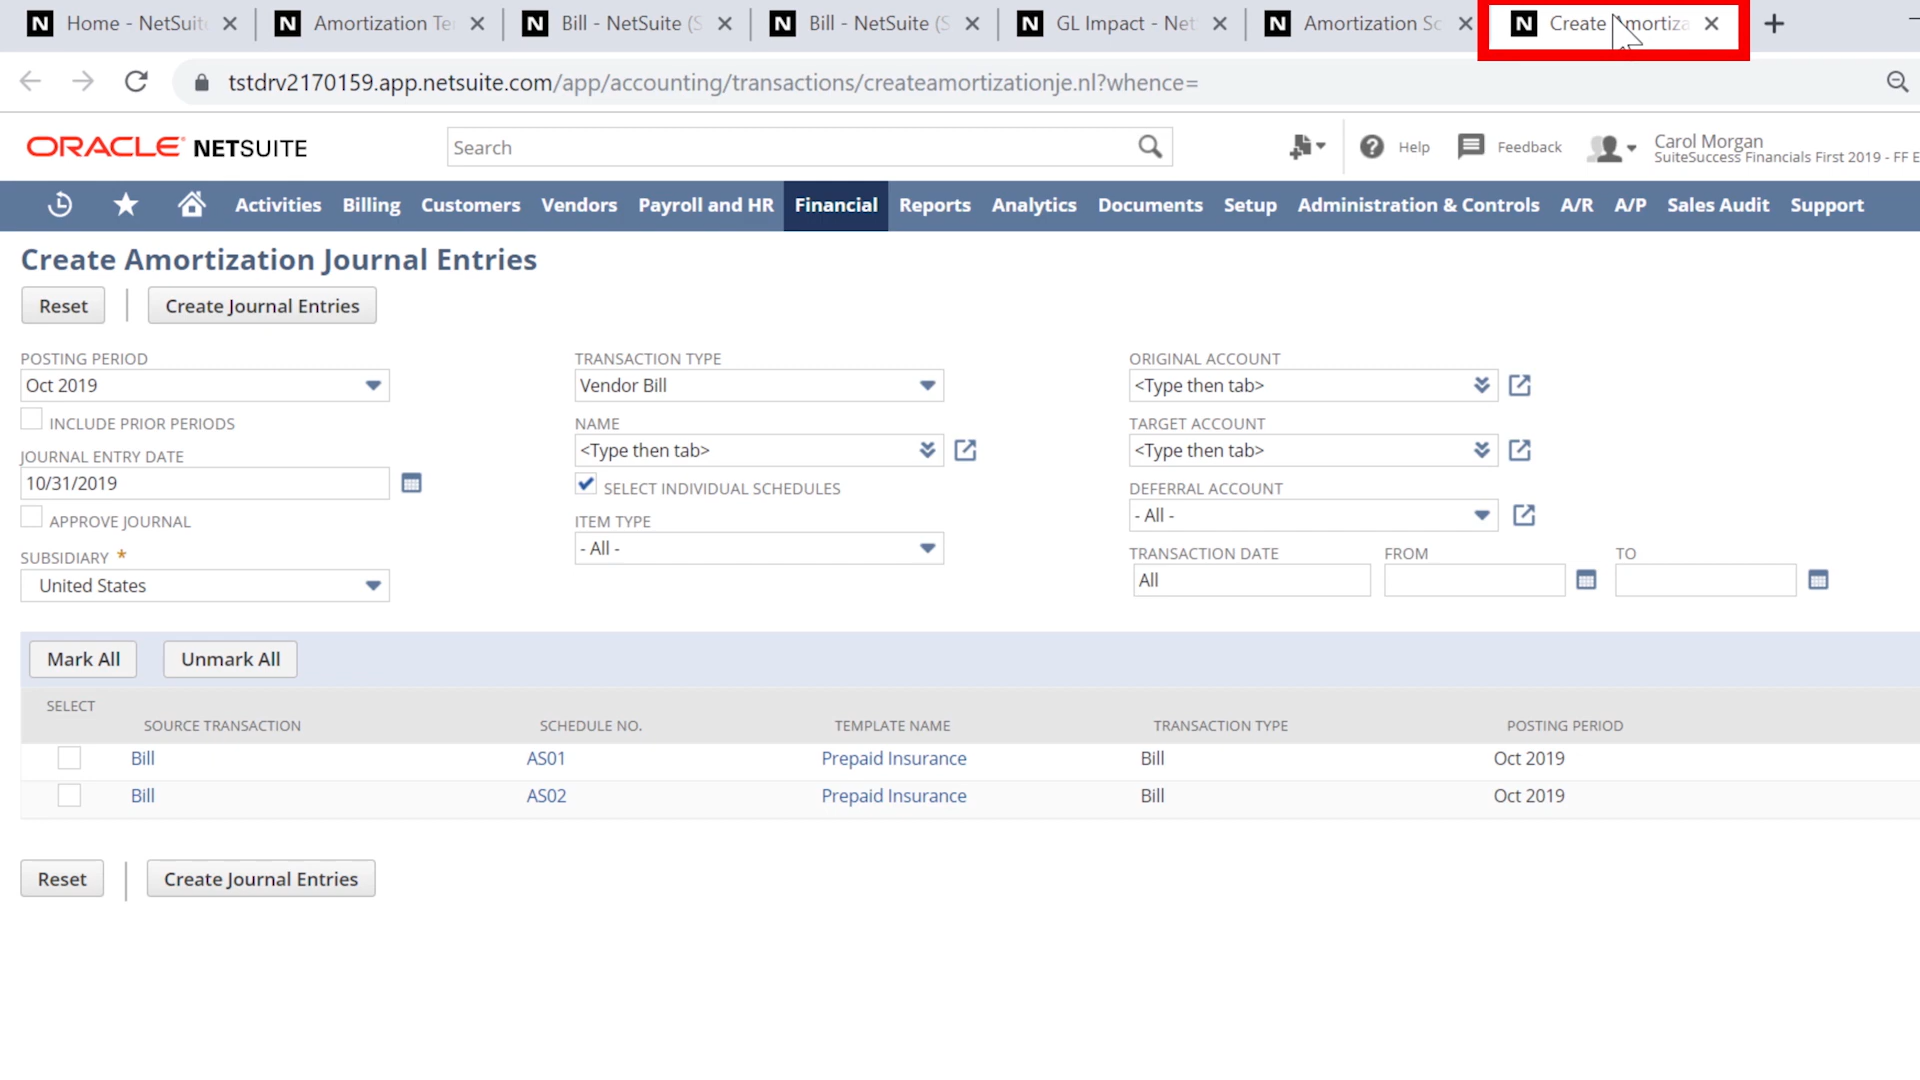 Home - NetSuite
Amortization Te
Bill - NetSuite (S
Bill - NetSuite (S
GL Impact - Net
Amortization Sc
Create Amortiza
tstdrv2170159.app.netsuite.com/app/accounting/transactions/createamortizationje.nl?whence=
ORACLE NETSUITE
Search
Help
Feedback
Carol Morgan
SuiteSuccess Financials First 2019 - FF E
Activities Billing Customers Vendors Payroll and HR Financial Reports Analytics Documents Setup Administration & Controls A/R A/P Sales Audit Support
Create Amortization Journal Entries
Reset
Create Journal Entries
POSTING PERIOD
Oct 2019
INCLUDE PRIOR PERIODS
JOURNAL ENTRY DATE
10/31/2019
APPROVE JOURNAL
SUBSIDIARY *
United States
TRANSACTION TYPE
Vendor Bill
NAME
<Type then tab>
SELECT INDIVIDUAL SCHEDULES
ITEM TYPE
- All -
ORIGINAL ACCOUNT
<Type then tab>
TARGET ACCOUNT
<Type then tab>
DEFERRAL ACCOUNT
- All -
TRANSACTION DATE FROM TO
All
Mark All
Unmark All
SELECT SOURCE TRANSACTION SCHEDULE NO. TEMPLATE NAME TRANSACTION TYPE POSTING PERIOD
Bill AS01 Prepaid Insurance Bill Oct 2019
Bill AS02 Prepaid Insurance Bill Oct 2019
Reset
Create Journal Entries